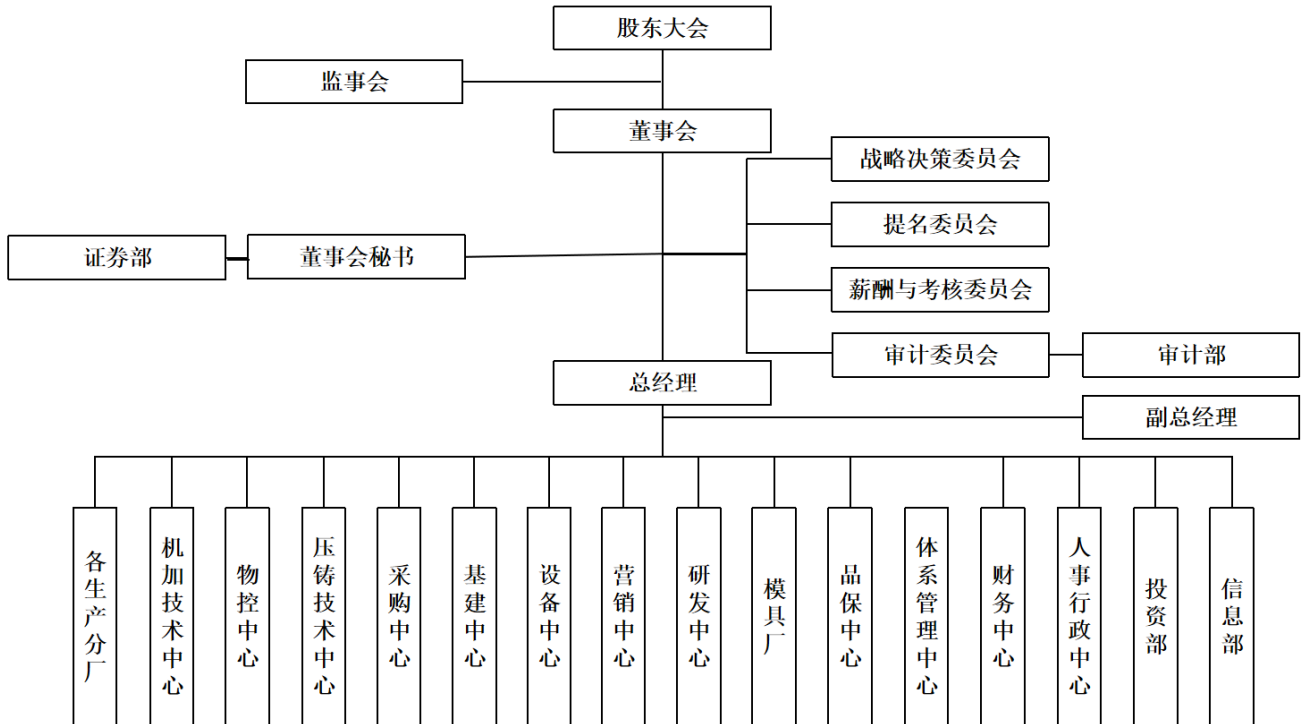 股东大会
监事会
董事会
战略决策委员会
提名委员会
证券部
董事会秘书
薪酬与考核委员会
审计委员会
审计部
总经理
副总经理
各生产分厂
机加技术中心
物控中心
压铸技术中心
采购中心
基建中心
设备中心
营销中心
研发中心
模具厂
品保中心
体系管理中心
财务中心
人事行政中心
投资部
信息部